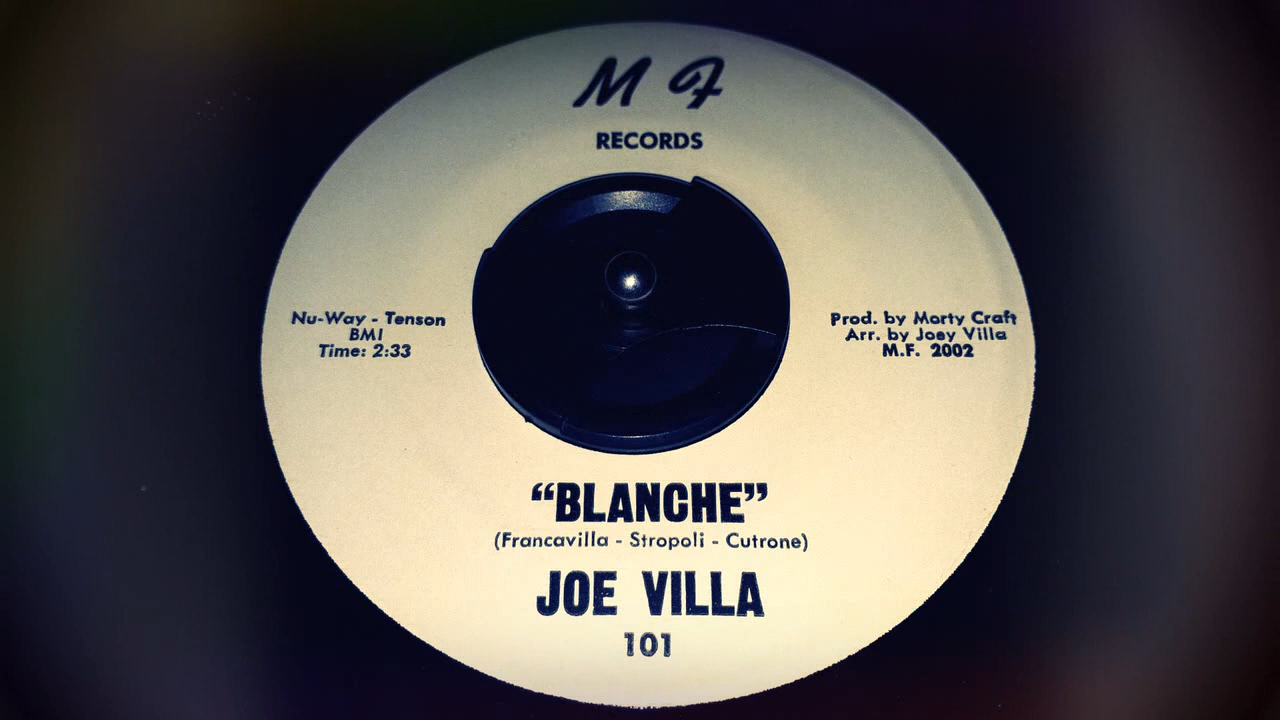 M F
RECORDS
Nu-Way - Tenson
BMI
Time: 2:33
Prod. by Morty Craft
Arr. by Joey Villa
M.F. 2002
“BLANCHE”
(Francavilla - Stropoli - Cutrone)
JOE VILLA
101